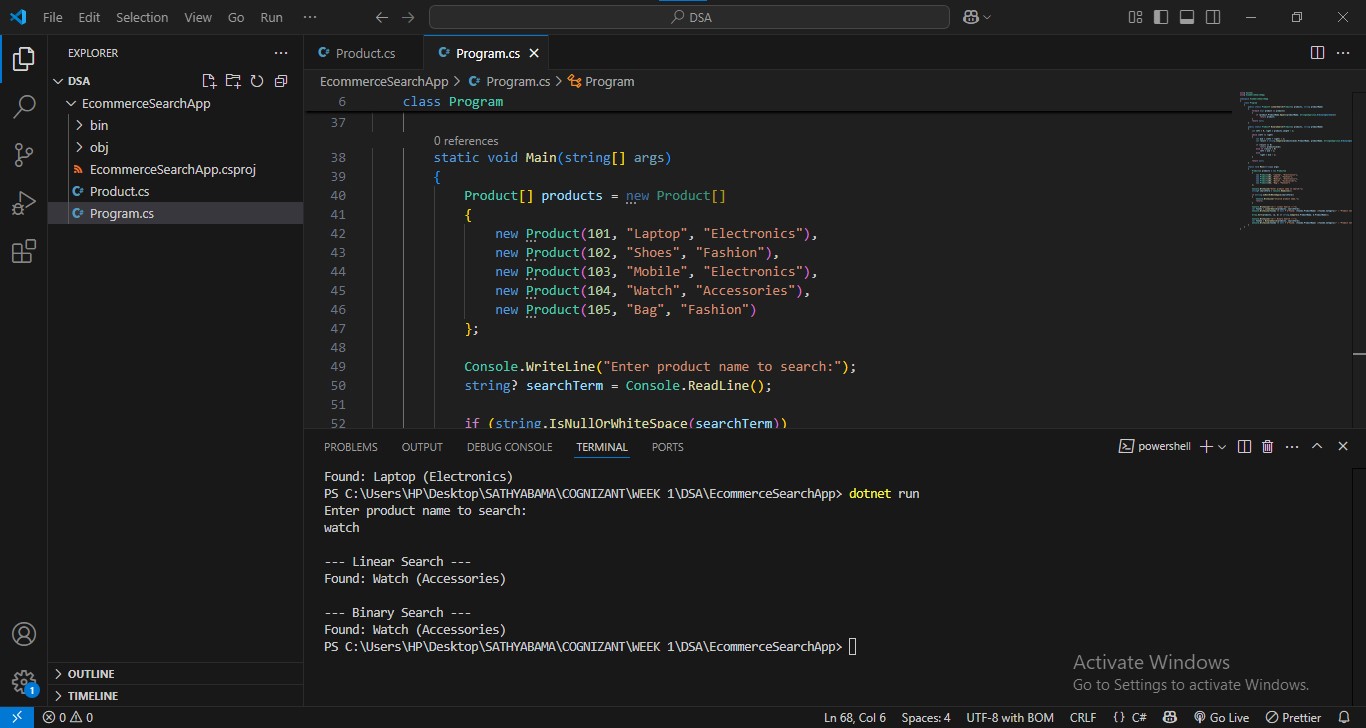 File Edit Selection View Go Run ··· DSA
EXPLORER ···
DSA
EcommerceSearchApp
bin
obj
EcommerceSearchApp.csproj
C# Product.cs
C# Program.cs
OUTLINE
TIMELINE
1
C# Product.cs C# Program.cs
EcommerceSearchApp > C# Program.cs > Program
6 class Program
37
0 references
38 static void Main(string[] args)
39 {
40 Product[] products = new Product[]
41 {
42 new Product(101, "Laptop", "Electronics"),
43 new Product(102, "Shoes", "Fashion"),
44 new Product(103, "Mobile", "Electronics"),
45 new Product(104, "Watch", "Accessories"),
46 new Product(105, "Bag", "Fashion")
47 };
48
49 Console.WriteLine("Enter product name to search:");
50 string? searchTerm = Console.ReadLine();
51
52 if (string.IsNullOrWhiteSpace(searchTerm))
PROBLEMS OUTPUT DEBUG CONSOLE TERMINAL PORTS powershell ···
Found: Laptop (Electronics)
PS C:\Users\HP\Desktop\SATHYABAMA\COGNIZANT\WEEK 1\DSA\EcommerceSearchApp> dotnet run
Enter product name to search:
watch
--- Linear Search ---
Found: Watch (Accessories)
--- Binary Search ---
Found: Watch (Accessories)
PS C:\Users\HP\Desktop\SATHYABAMA\COGNIZANT\WEEK 1\DSA\EcommerceSearchApp>
Activate Windows
Go to Settings to activate Windows.
0 0 Ln 68, Col 6 Spaces: 4 UTF-8 with BOM CRLF {} C# Go Live Prettier